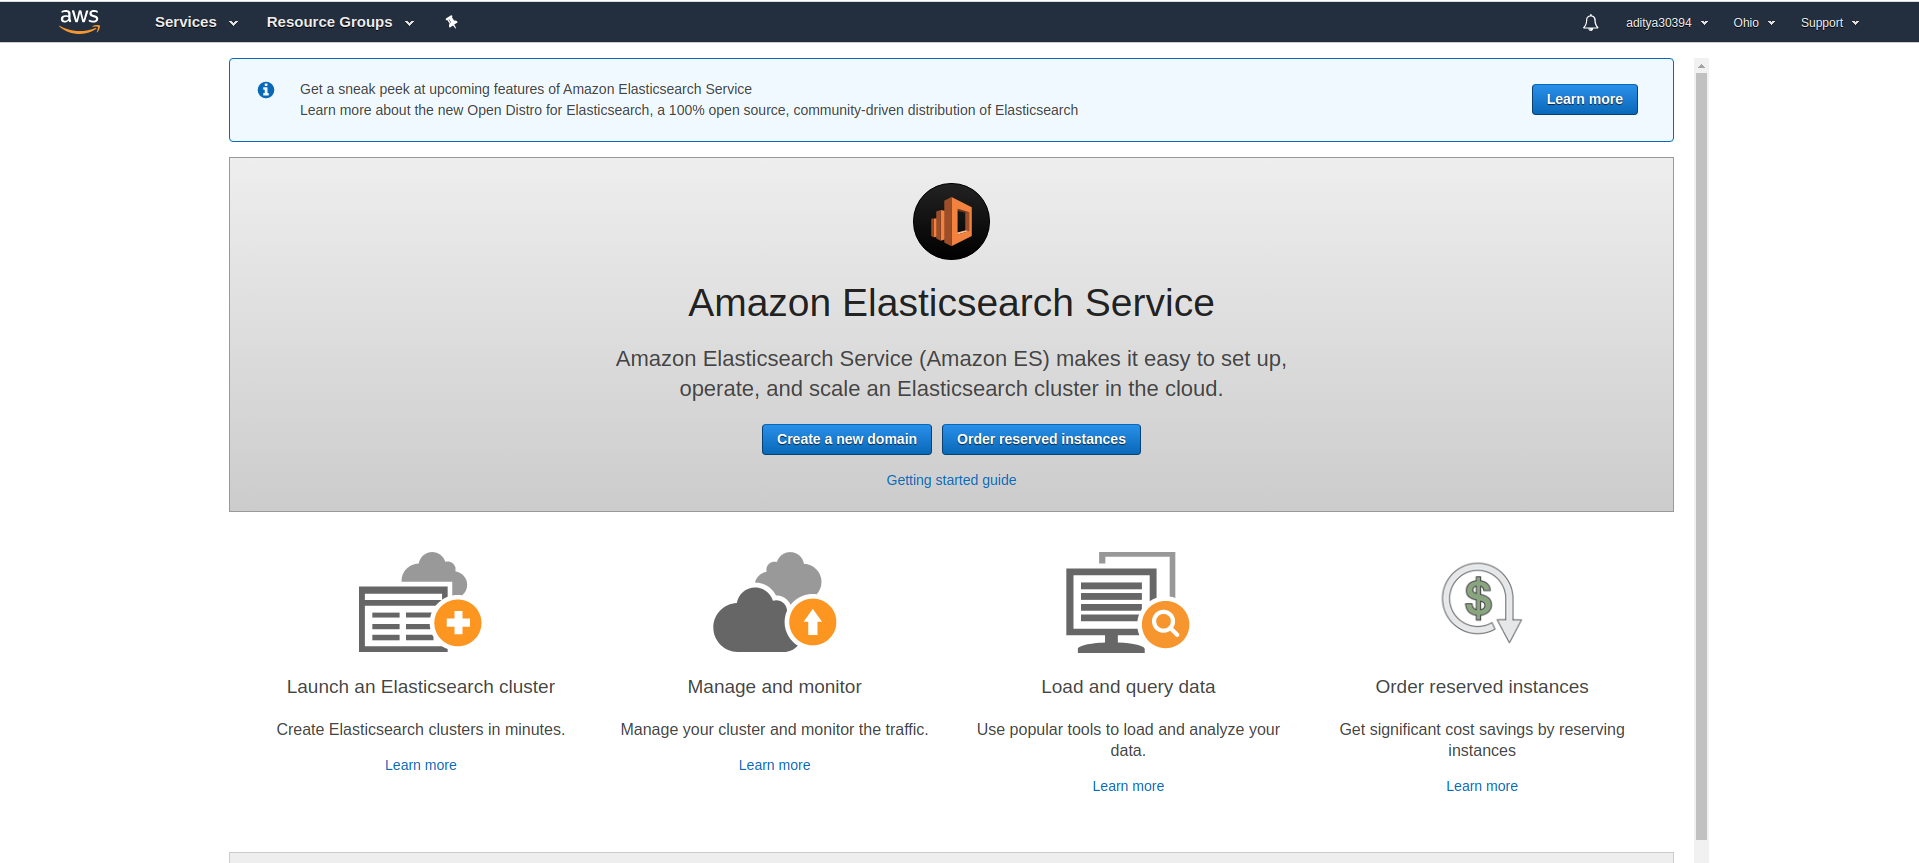 aws
Services
Resource Groups
aditya30394
Ohio
Support
Get a sneak peek at upcoming features of Amazon Elasticsearch Service
Learn more about the new Open Distro for Elasticsearch, a 100% open source, community-driven distribution of Elasticsearch
Learn more
Amazon Elasticsearch Service
Amazon Elasticsearch Service (Amazon ES) makes it easy to set up,
operate, and scale an Elasticsearch cluster in the cloud.
Create a new domain
Order reserved instances
Getting started guide
$
Launch an Elasticsearch cluster
Create Elasticsearch clusters in minutes.
Learn more
Manage and monitor
Manage your cluster and monitor the traffic.
Learn more
Load and query data
Use popular tools to load and analyze your
data.
Learn more
Order reserved instances
Get significant cost savings by reserving
instances
Learn more